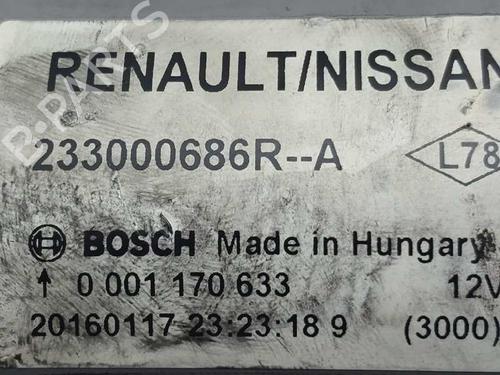 RENAULT/NISSAN
233000686R--A L78
BOSCH Made in Hungary
↑ 0 001 170 633 12V
20160117 23:23:18 9 (3000)
B-PARTS